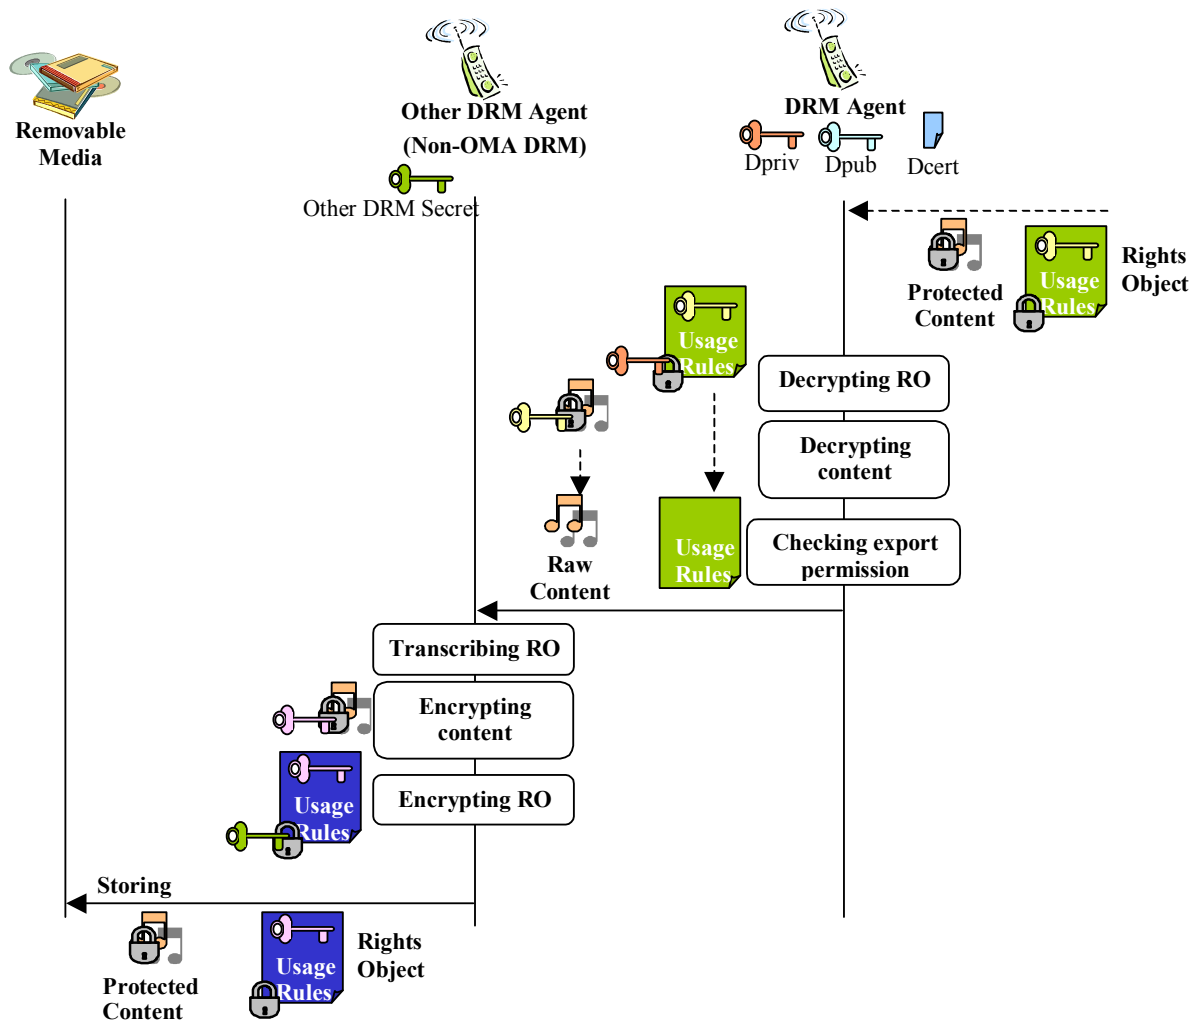 Removable
Media
Other DRM Agent
(Non-OMA DRM)
Other DRM Secret
DRM Agent
Dpriv
Dpub
Dcert
Protected
Content
Usage
Rules
Rights
Object
Usage
Rules
Decrypting RO
Decrypting
content
Raw
Content
Usage
Rules
Checking export
permission
Transcribing RO
Encrypting
content
Usage
Rules
Encrypting RO
Storing
Protected
Content
Usage
Rules
Rights
Object